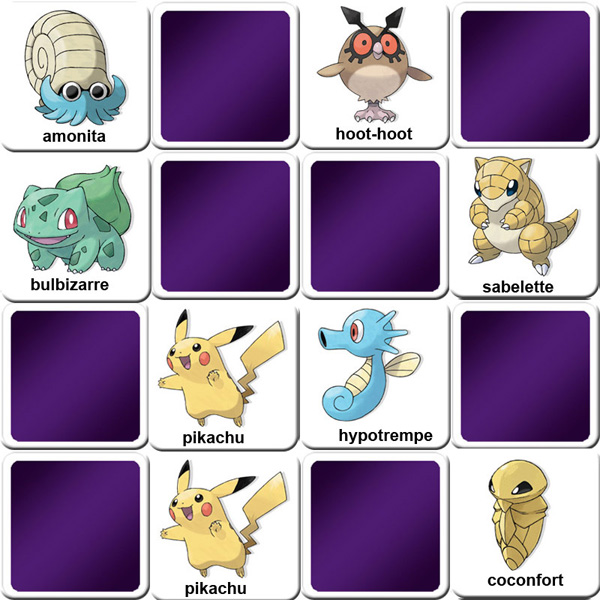 amonita
hoot-hoot
bulbizarre
sabelette
pikachu
hypotrempe
pikachu
coconfort